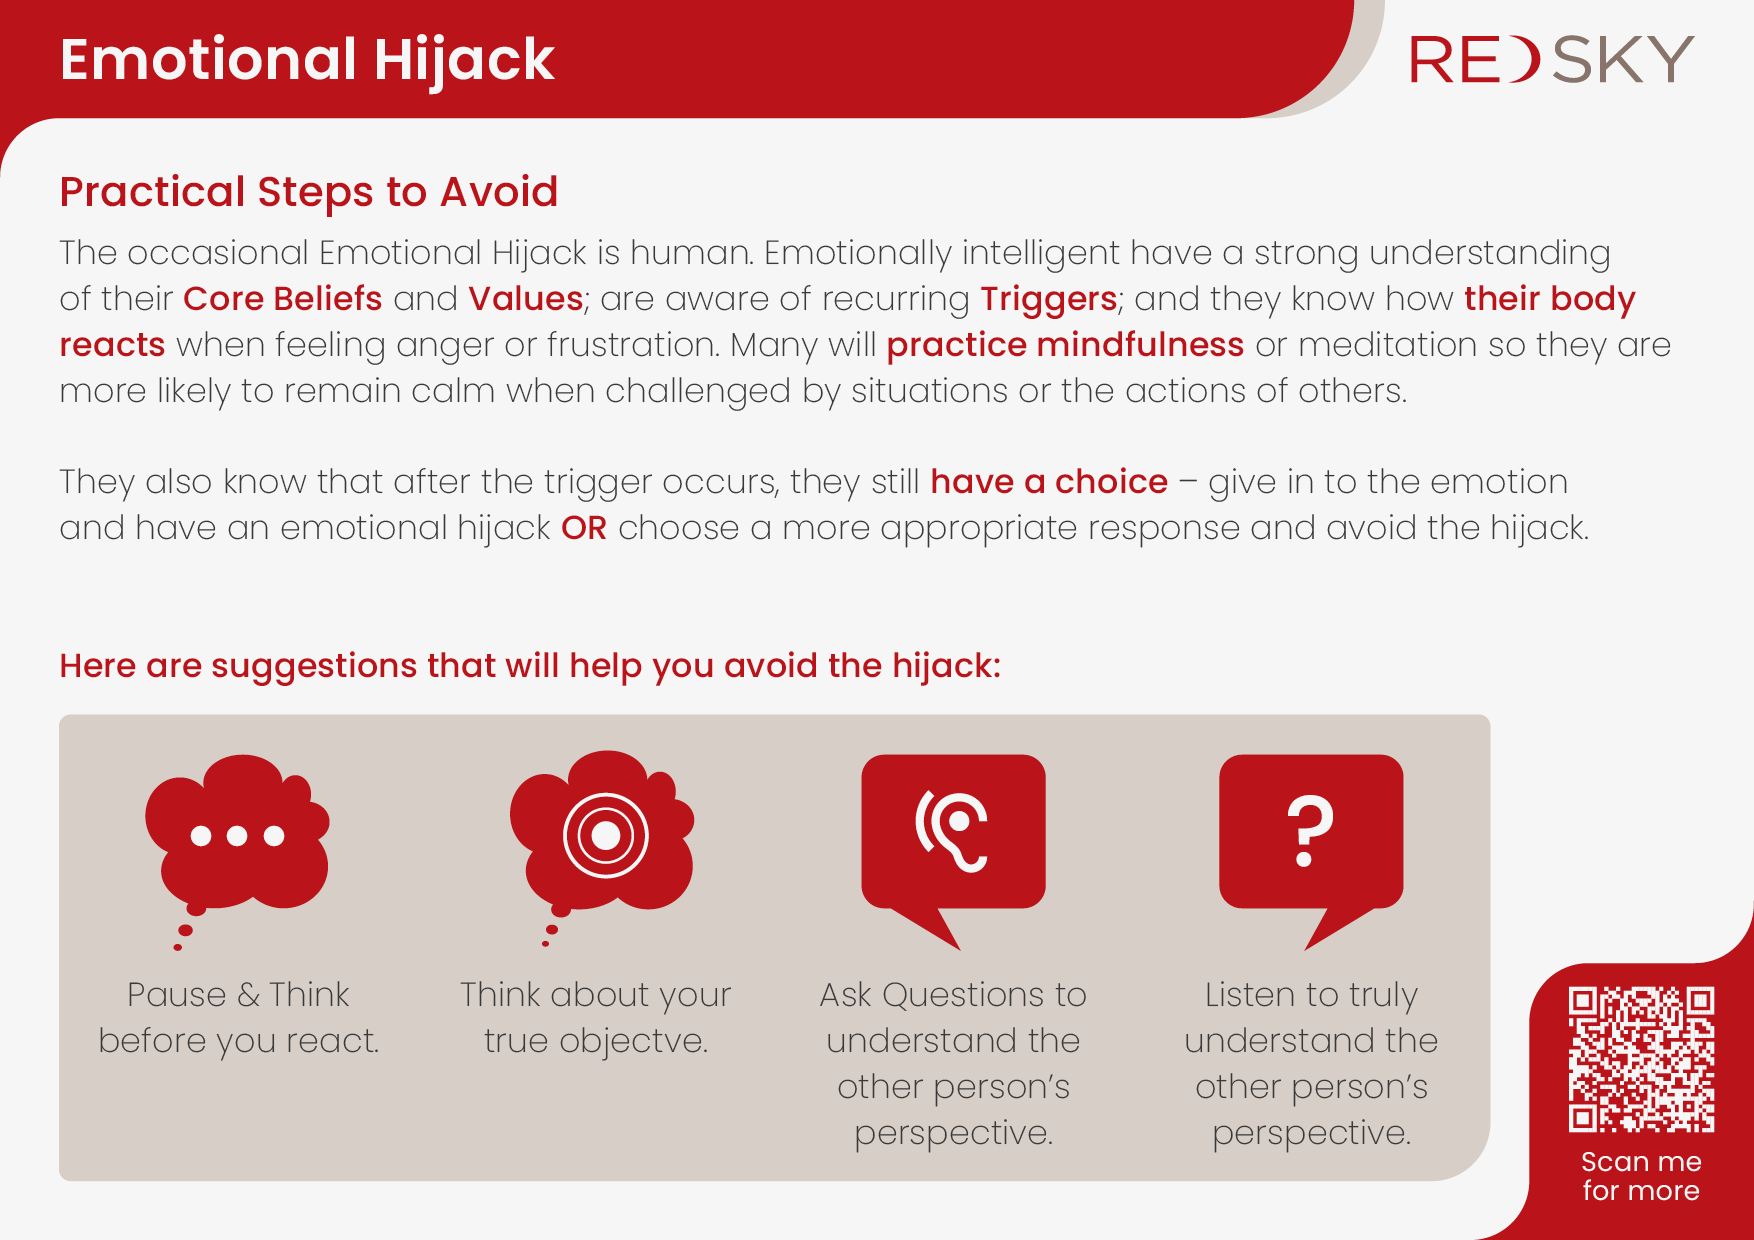 Emotional Hijack
RED SKY
Practical Steps to Avoid
The occasional Emotional Hijack is human. Emotionally intelligent have a strong understanding
of their Core Beliefs and Values; are aware of recurring Triggers; and they know how their body
reacts when feeling anger or frustration. Many will practice mindfulness or meditation so they are
more likely to remain calm when challenged by situations or the actions of others.
They also know that after the trigger occurs, they still have a choice – give in to the emotion
and have an emotional hijack OR choose a more appropriate response and avoid the hijack.
Here are suggestions that will help you avoid the hijack:
?
Pause & Think
before you react.
Think about your
true objectve.
Ask Questions to
understand the
other person's
perspective.
Listen to truly
understand the
other person's
perspective.
Scan me
for more